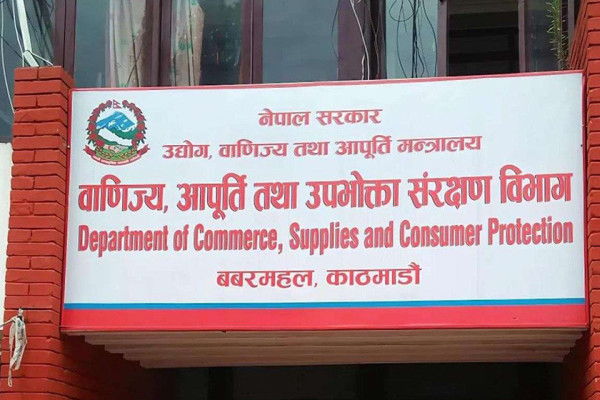 नेपाल सरकार
उद्योग, वाणिज्य तथा आपूर्ति मन्त्रालय
वाणिज्य, आपूर्ति तथा उपभोक्ता संरक्षण विभाग
Department of Commerce, Supplies and Consumer Protection
बबरमहल, काठमाडौं